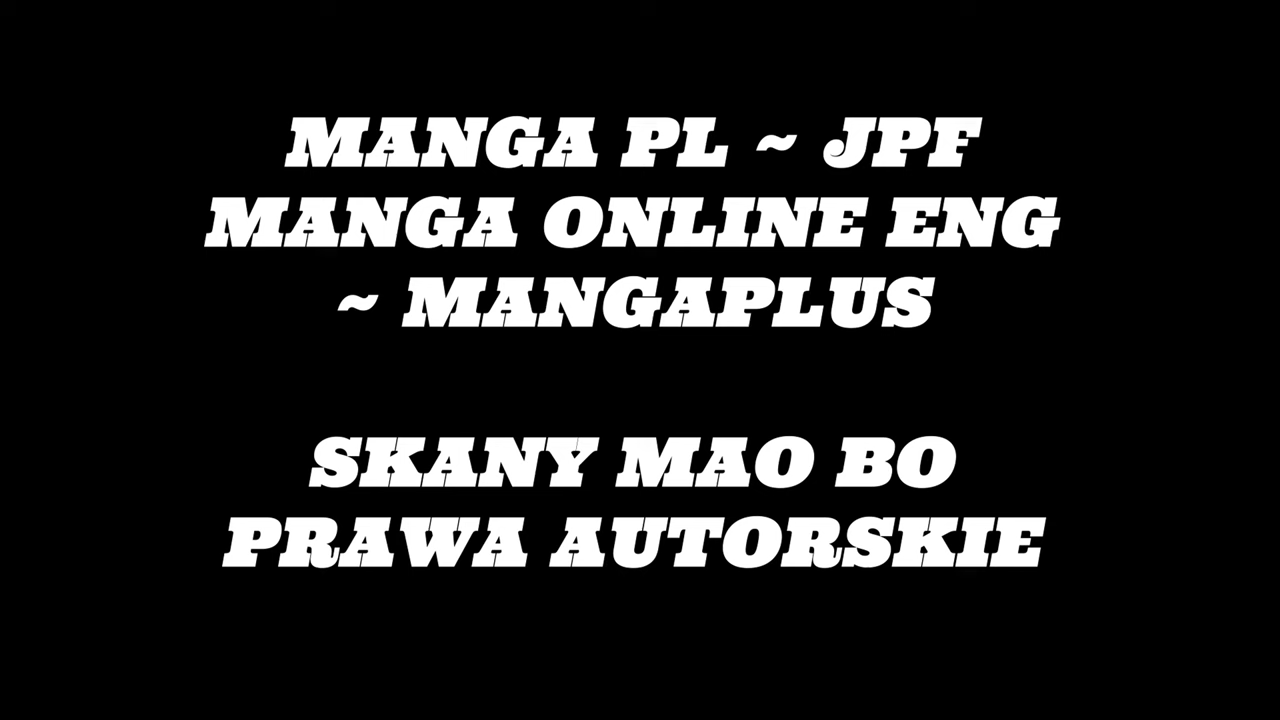 MANGA PL ~ JPF
MANGA ONLINE ENG
~ MANGAPLUS
SKANY MAO BO
PRAWA AUTORSKIE